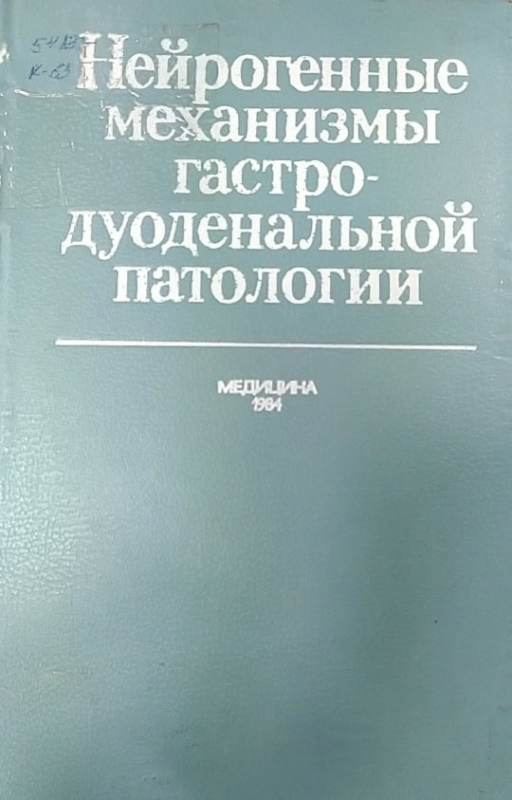 Нейрогенные
механизмы
гастро-
дуоденальной
патологии
МЕДИЦИНА
1984